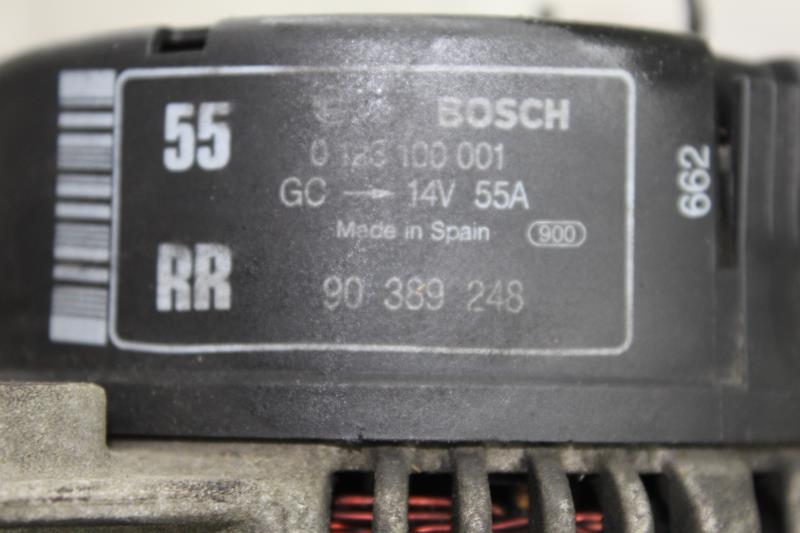 55
BOSCH
0 123 100 001
GC → 14V 55A
Made in Spain 900
RR
90 389 248
662